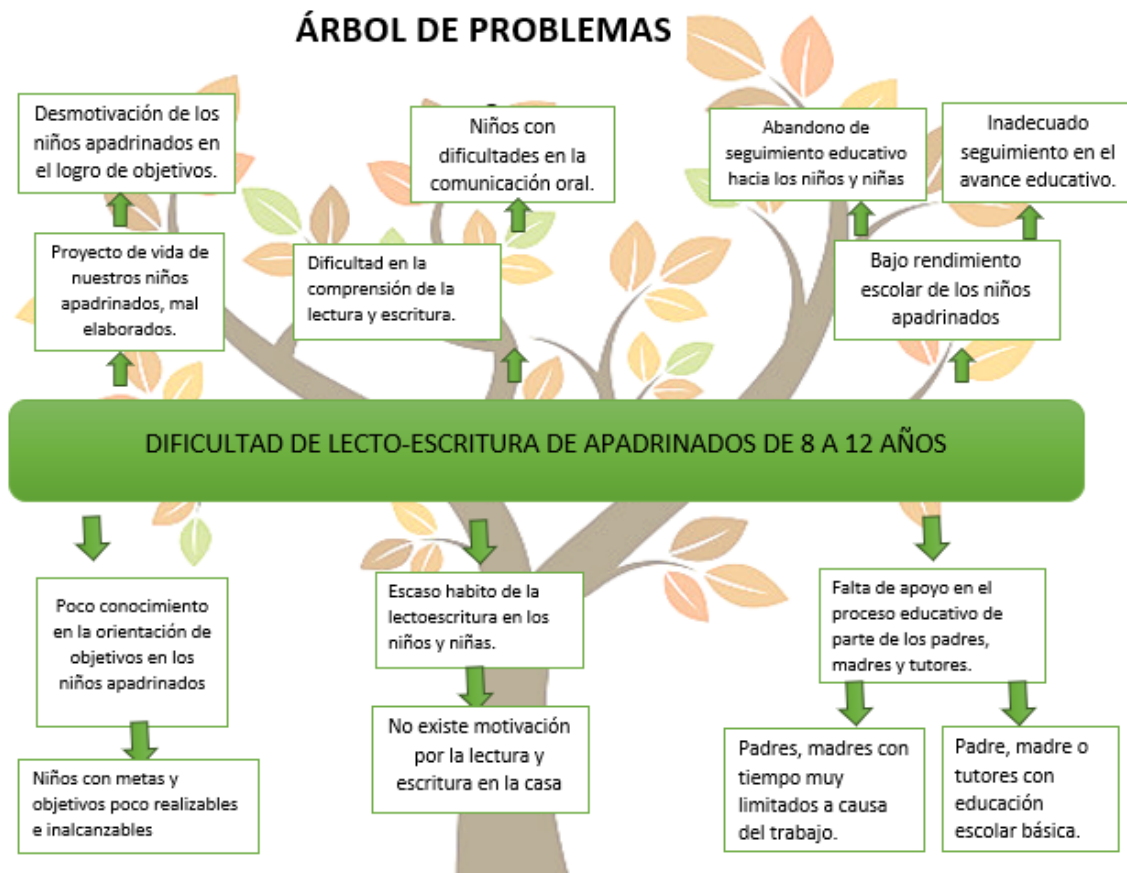 ÁRBOL DE PROBLEMAS
Desmotivación de los
niños apadrinados en
el logro de objetivos.
Niños con
dificultades en la
comunicación oral.
Abandono de
seguimiento educativo
hacia los niños y niñas
Inadecuado
seguimiento en el
avance educativo.
Proyecto de vida de
nuestros niños
apadrinados, mal
elaborados.
Dificultad en la
comprensión de la
lectura y escritura.
Bajo rendimiento
escolar de los niños
apadrinados
DIFICULTAD DE LECTO-ESCRITURA DE APADRINADOS DE 8 A 12 AÑOS
Poco conocimiento
en la orientación de
objetivos en los
niños apadrinados
Escaso habito de la
lectoescritura en los
niños y niñas.
Falta de apoyo en el
proceso educativo de
parte de los padres,
madres y tutores.
Niños con metas y
objetivos poco realizables
e inalcanzables
No existe motivación
por la lectura y
escritura en la casa
Padres, madres con
tiempo muy
limitados a causa
del trabajo.
Padre, madre o
tutores con
educación
escolar básica.